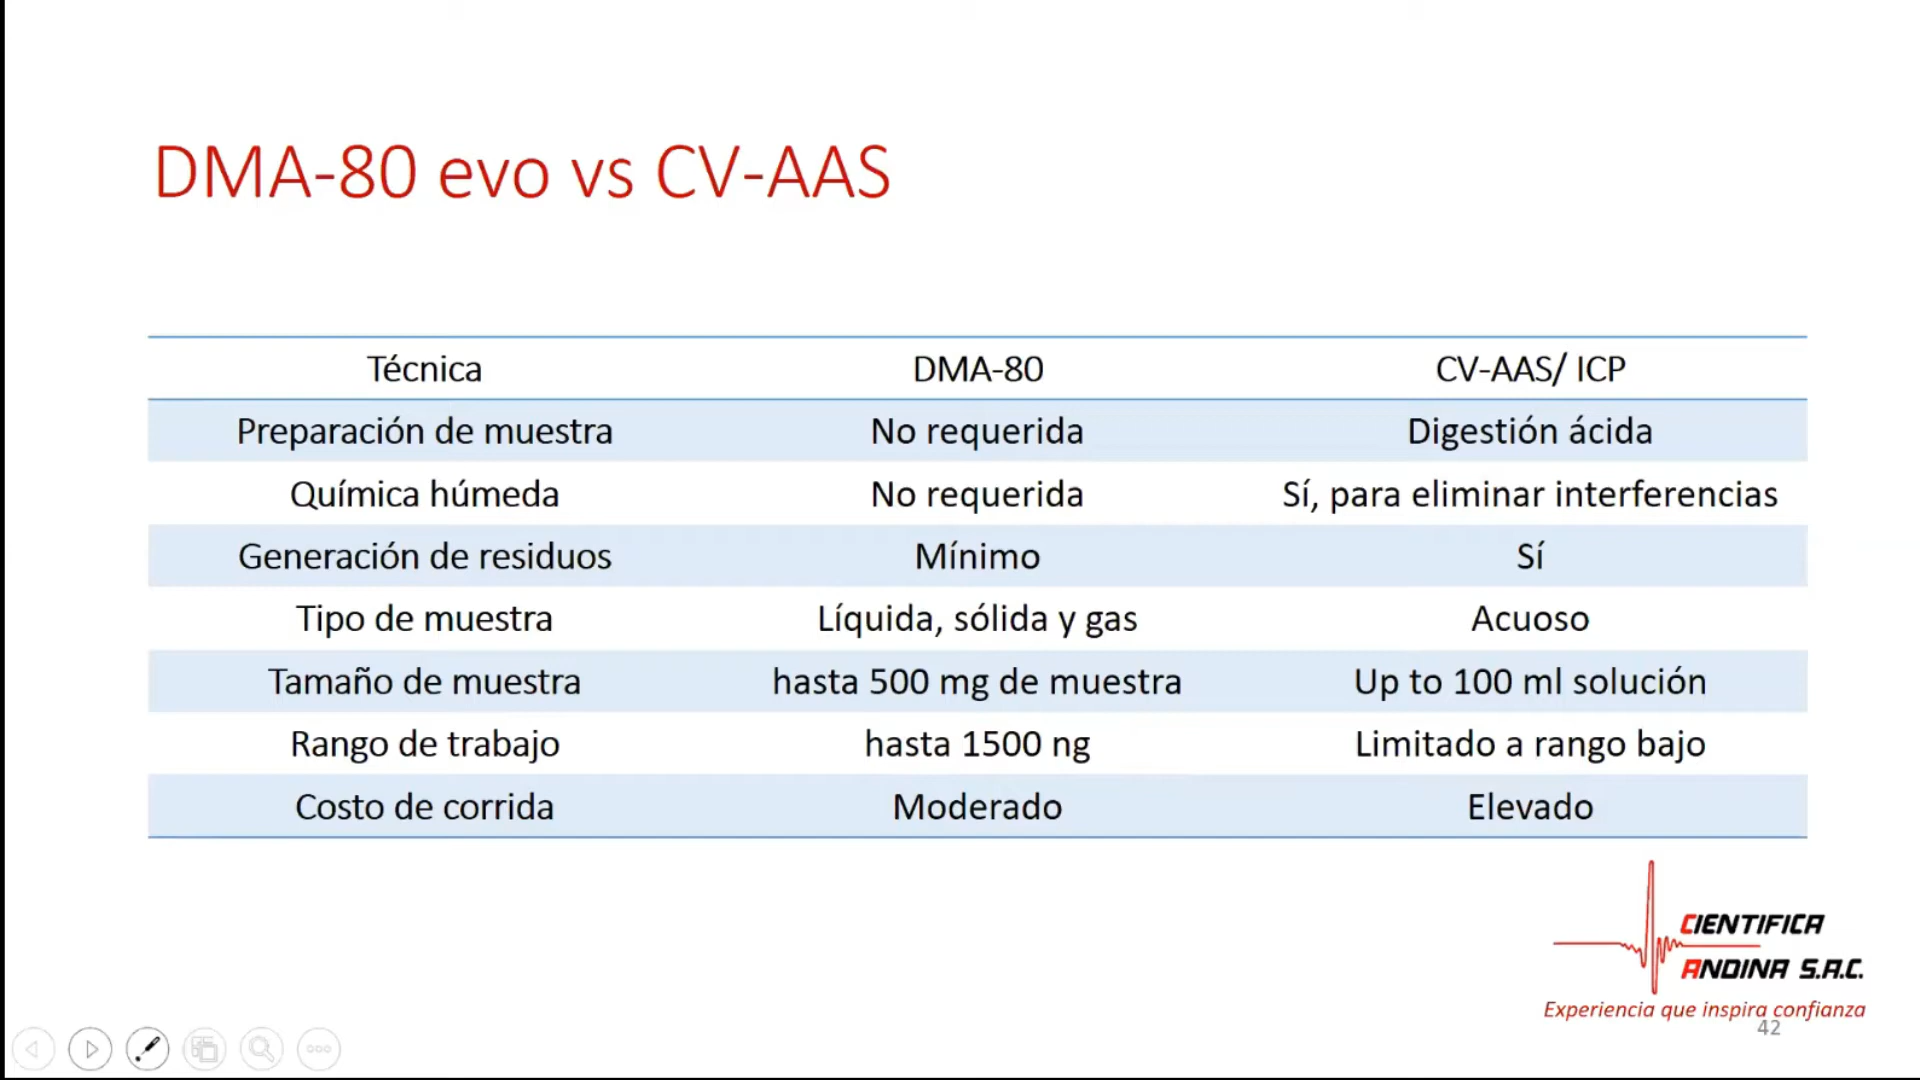 DMA-80 evo vs CV-AAS
Técnica DMA-80 CV-AAS/ ICP
Preparación de muestra No requerida Digestión ácida
Química húmeda No requerida Sí, para eliminar interferencias
Generación de residuos Mínimo Sí
Tipo de muestra Líquida, sólida y gas Acuoso
Tamaño de muestra hasta 500 mg de muestra Up to 100 ml solución
Rango de trabajo hasta 1500 ng Limitado a rango bajo
Costo de corrida Moderado Elevado
CIENTIFICA
ANDINA S.A.C.
Experiencia que inspira confianza
42